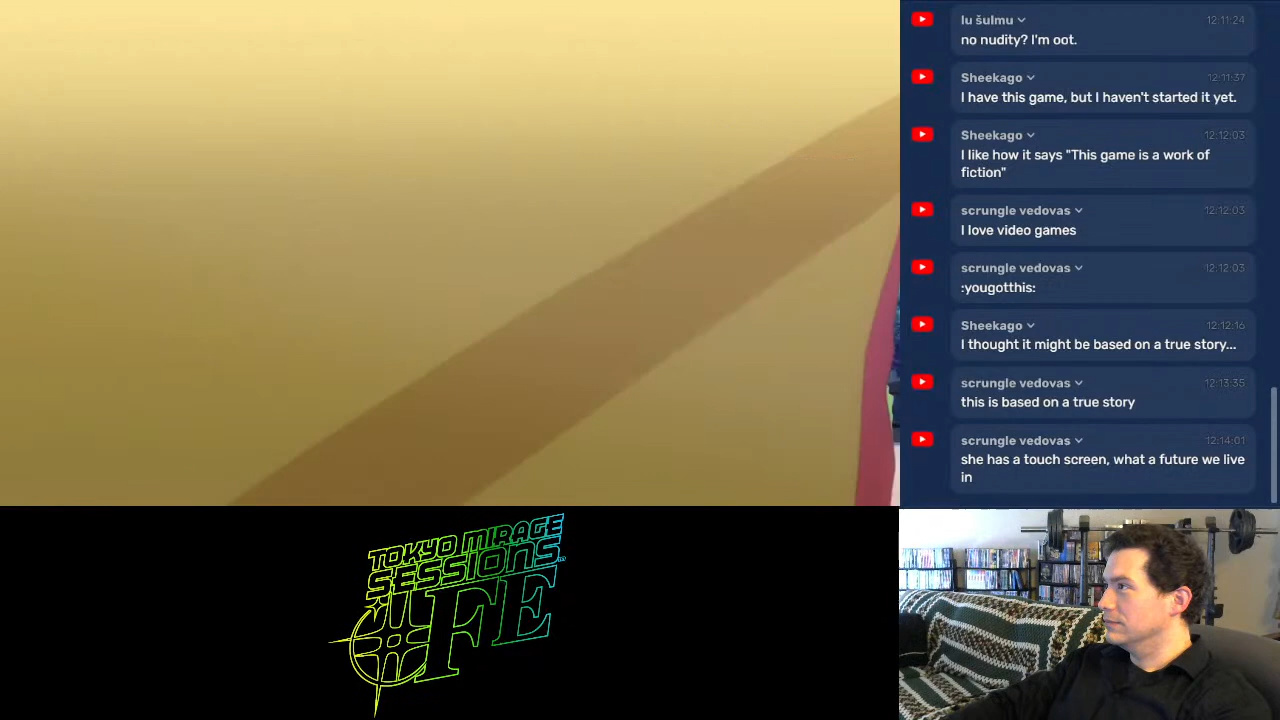 lu šulmu
12:11:24
no nudity? I'm oot.
Sheekago
12:11:37
I have this game, but I haven't started it yet.
Sheekago
12:12:03
I like how it says "This game is a work of
fiction"
scrungle vedovas
12:12:03
I love video games
scrungle vedovas
12:12:03
:yougotthis:
Sheekago
12:12:16
I thought it might be based on a true story...
scrungle vedovas
12:13:35
this is based on a true story
scrungle vedovas
12:14:01
she has a touch screen, what a future we live
in
TOKYO MIRAGE
SESSIONS
#FE